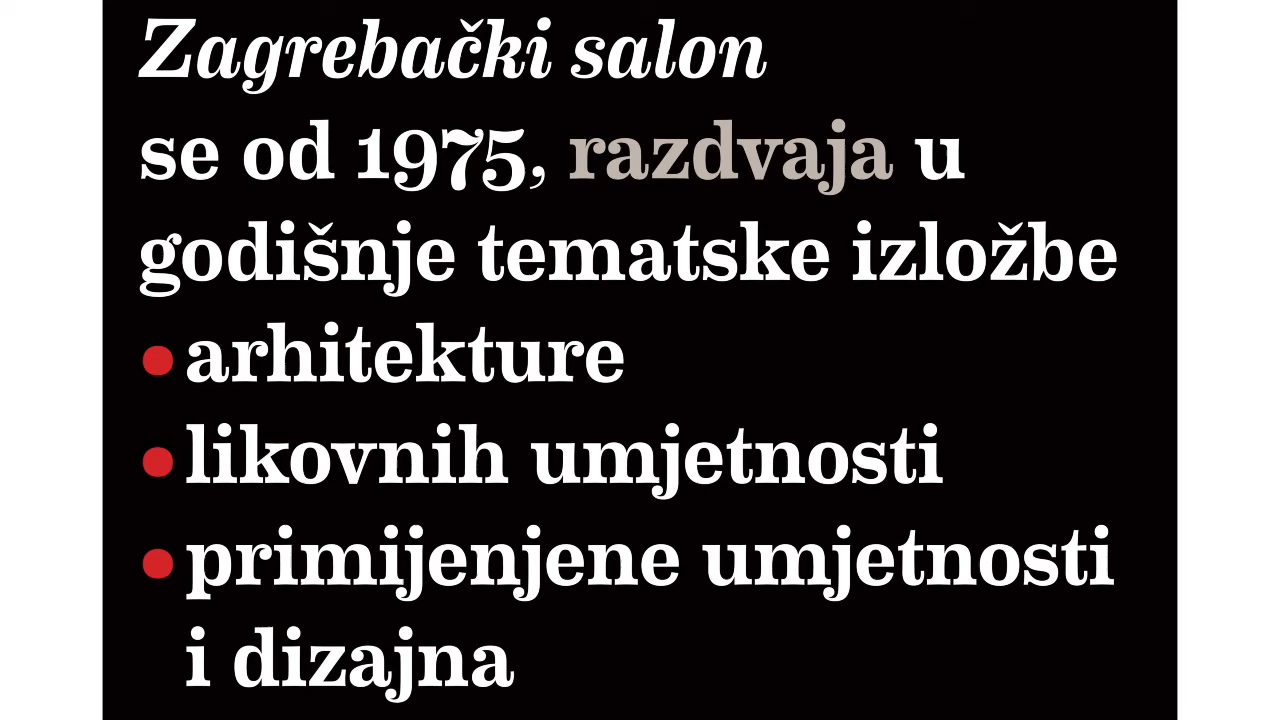 Zagrebački salon
se od 1975, razdvaja u
godišnje tematske izložbe
● arhitekture
● likovnih umjetnosti
● primijenjene umjetnosti
i dizajna